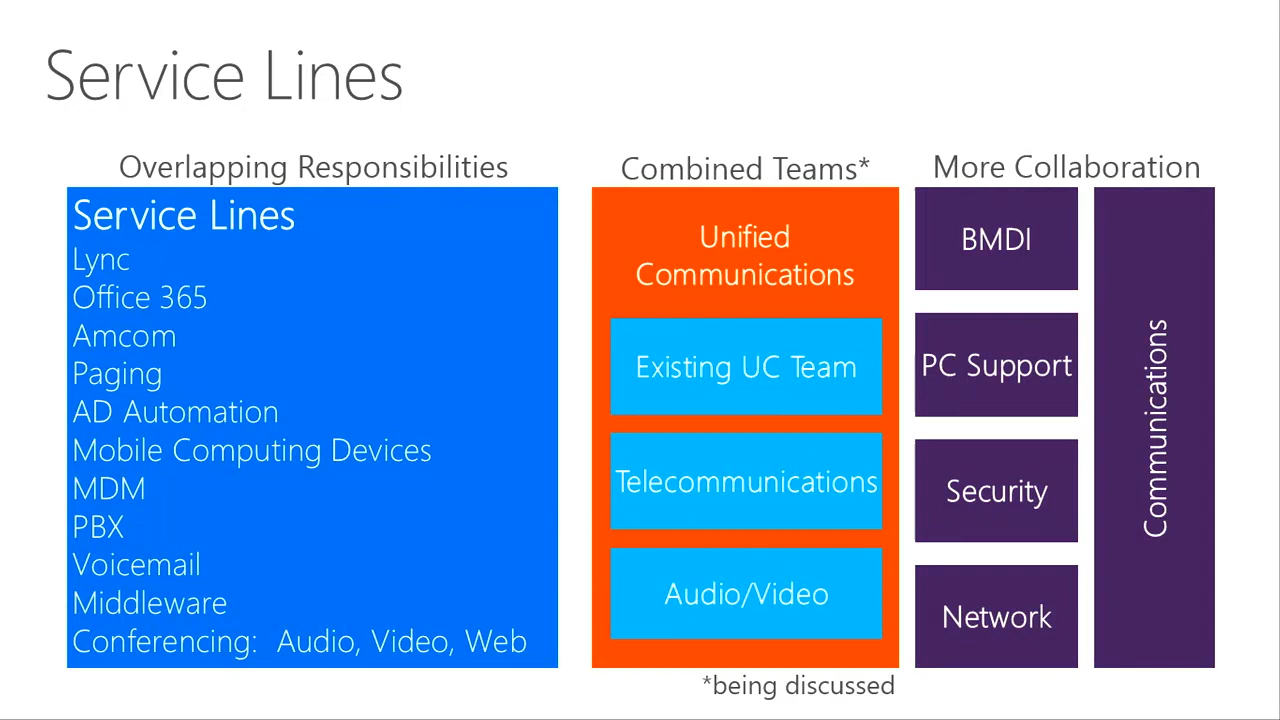 Service Lines
Overlapping Responsibilities
Service Lines
Lync
Office 365
Amcom
Paging
AD Automation
Mobile Computing Devices
MDM
PBX
Voicemail
Middleware
Conferencing:  Audio, Video, Web
Combined Teams*
Unified
Communications
Existing UC Team
Telecommunications
Audio/Video
*being discussed
More Collaboration
BMDI
PC Support
Security
Network
Communications